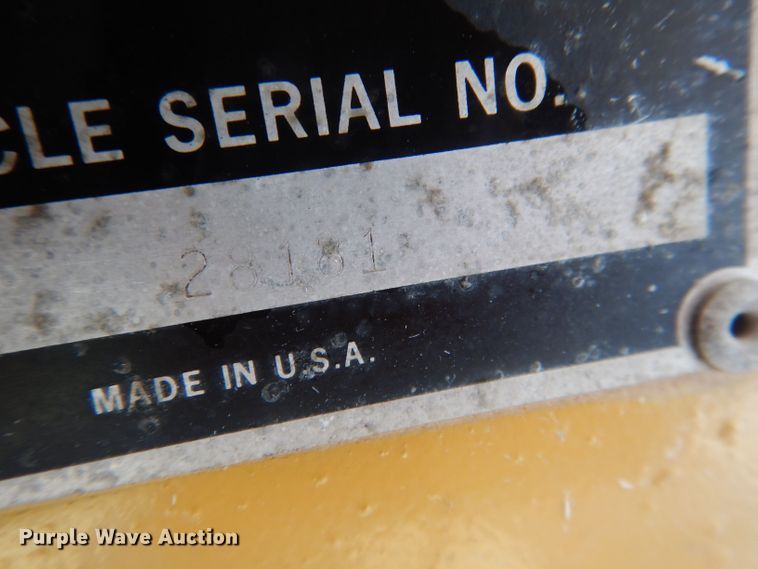 CLE SERIAL NO.
28181
MADE IN U.S.A.
Purple Wave Auction